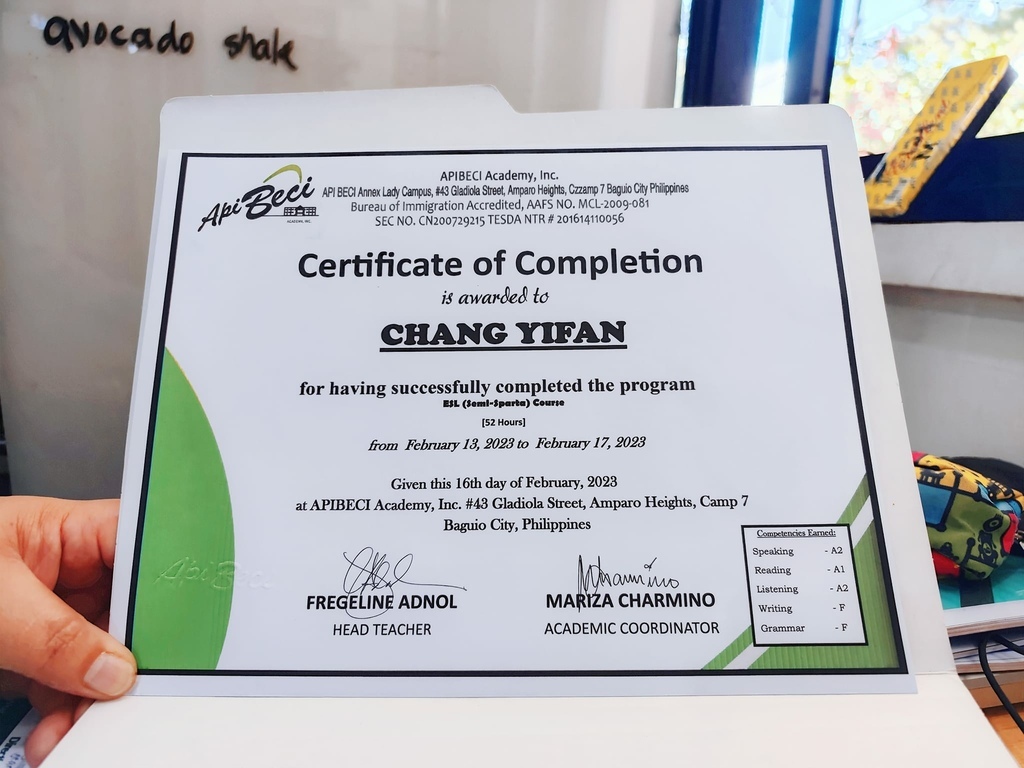 avocado shake
Api Beci
ACADEMY, INC.
APIBECI Academy, Inc.
API BECI Annex Lady Campus, #43 Gladiola Street, Amparo Heights, Czzamp 7 Baguio City Philippines
Bureau of Immigration Accredited, AAFS NO. MCL-2009-081
SEC NO. CN200729215 TESDA NTR # 201614110056
Certificate of Completion
is awarded to
CHANG YIFAN
for having successfully completed the program
ESL (Semi-Sparta) Course
[52 Hours]
from February 13, 2023 to February 17, 2023
Given this 16th day of February, 2023
at APIBECI Academy, Inc. #43 Gladiola Street, Amparo Heights, Camp 7
Baguio City, Philippines
Api Beci
FREGELINE ADNOL
HEAD TEACHER
MARIZA CHARMINO
ACADEMIC COORDINATOR
Competencies Earned:
Speaking - A2
Reading - A1
Listening - A2
Writing - F
Grammar - F